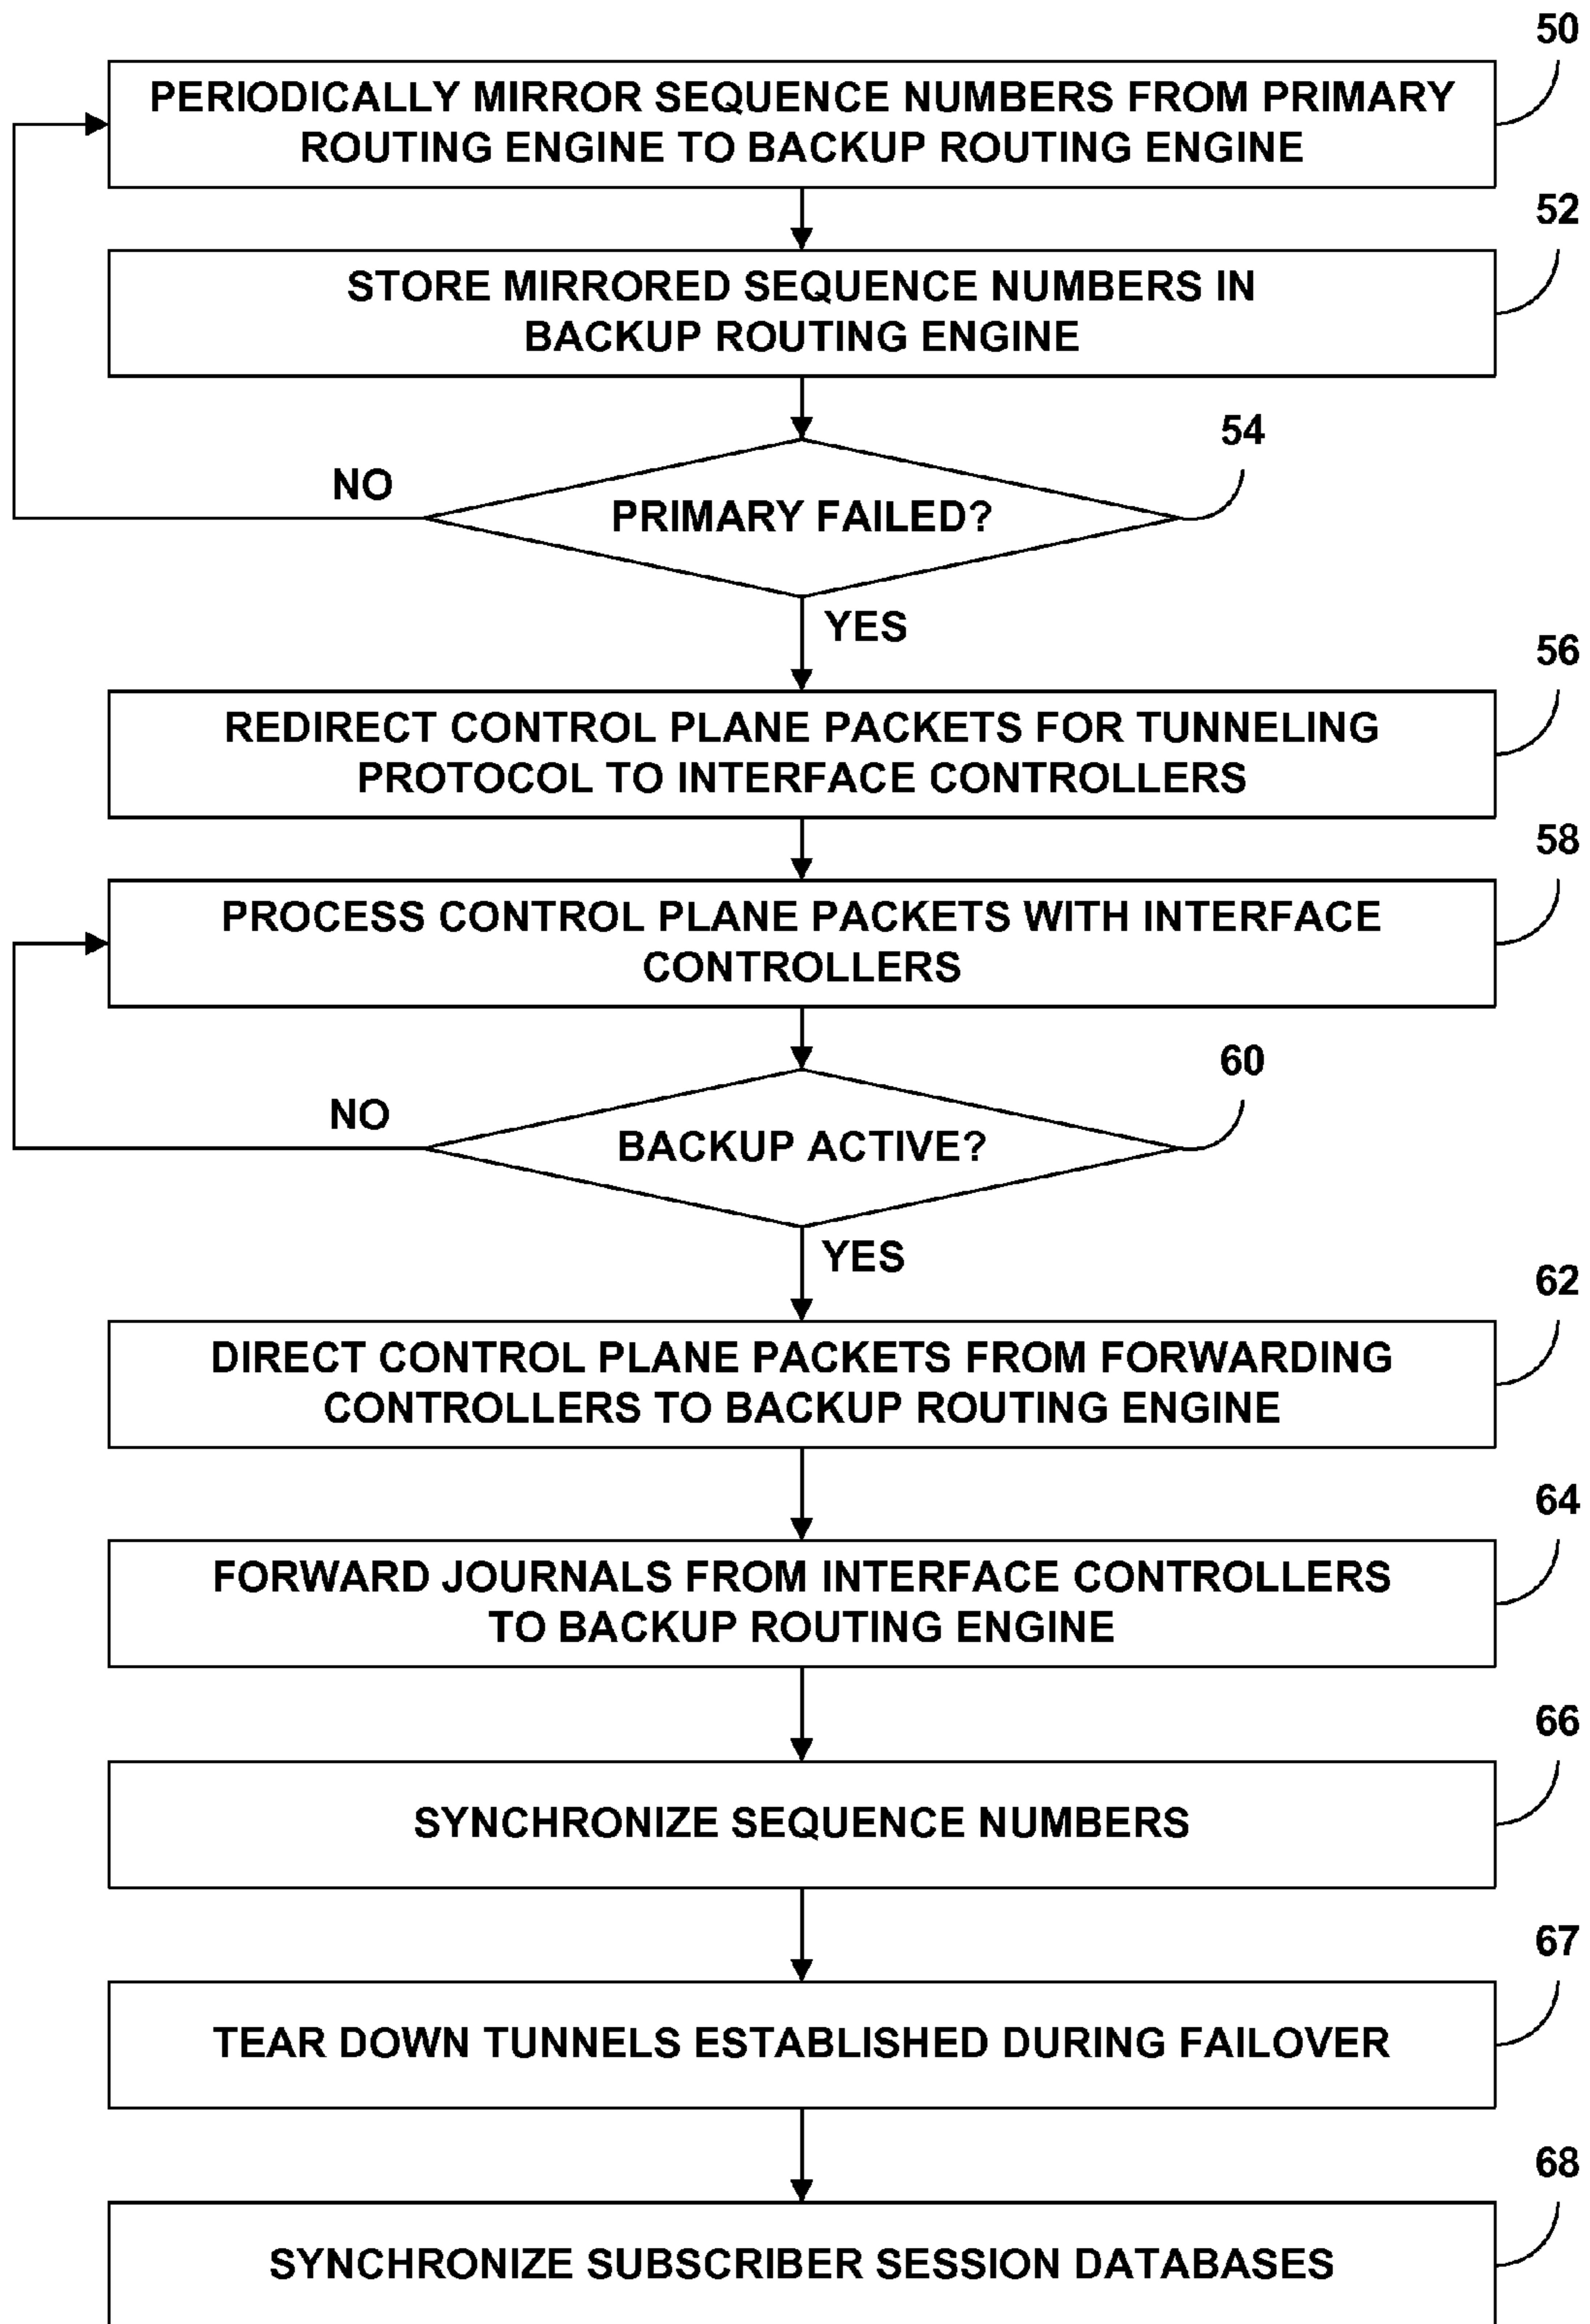 50
PERIODICALLY MIRROR SEQUENCE NUMBERS FROM PRIMARY
ROUTING ENGINE TO BACKUP ROUTING ENGINE
52
STORE MIRRORED SEQUENCE NUMBERS IN
BACKUP ROUTING ENGINE
54
NO
PRIMARY FAILED?
YES
56
REDIRECT CONTROL PLANE PACKETS FOR TUNNELING
PROTOCOL TO INTERFACE CONTROLLERS
58
PROCESS CONTROL PLANE PACKETS WITH INTERFACE
CONTROLLERS
60
NO
BACKUP ACTIVE?
YES
62
DIRECT CONTROL PLANE PACKETS FROM FORWARDING
CONTROLLERS TO BACKUP ROUTING ENGINE
64
FORWARD JOURNALS FROM INTERFACE CONTROLLERS
TO BACKUP ROUTING ENGINE
66
SYNCHRONIZE SEQUENCE NUMBERS
67
TEAR DOWN TUNNELS ESTABLISHED DURING FAILOVER
68
SYNCHRONIZE SUBSCRIBER SESSION DATABASES